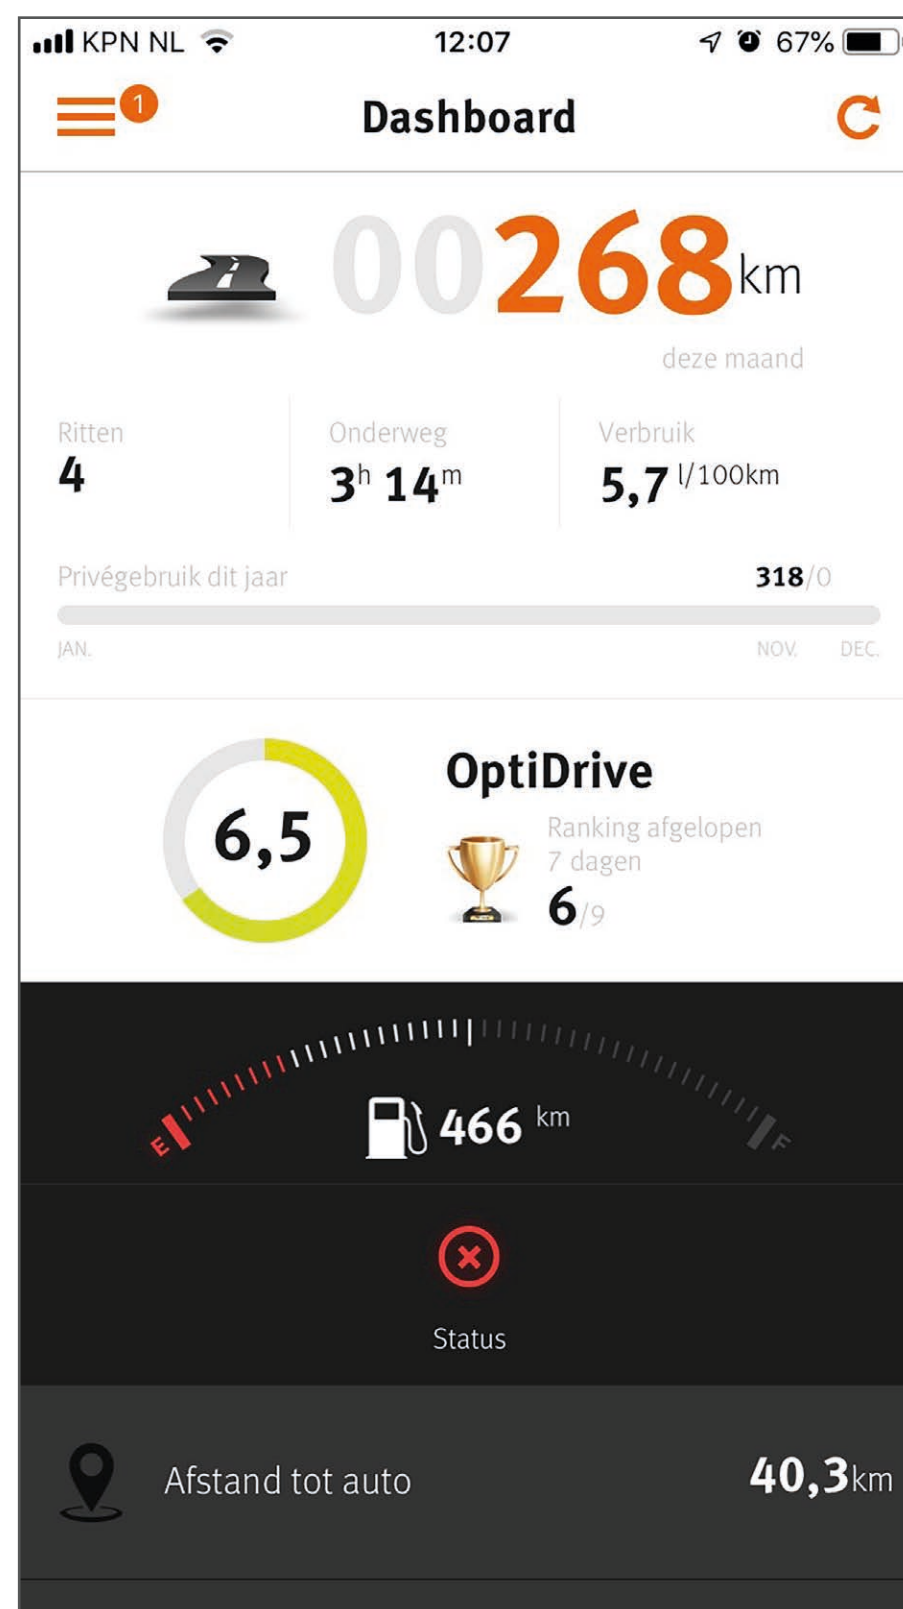 KPN NL 12:07 67%
1 Dashboard
00268km
deze maand
Ritten Onderweg Verbruik
4 3h 14m 5,7 l/100km
Privégebruik dit jaar 318/0
JAN. NOV. DEC.
OptiDrive
6,5
Ranking afgelopen
7 dagen
6/9
E 466 km F
Status
Afstand tot auto 40,3km